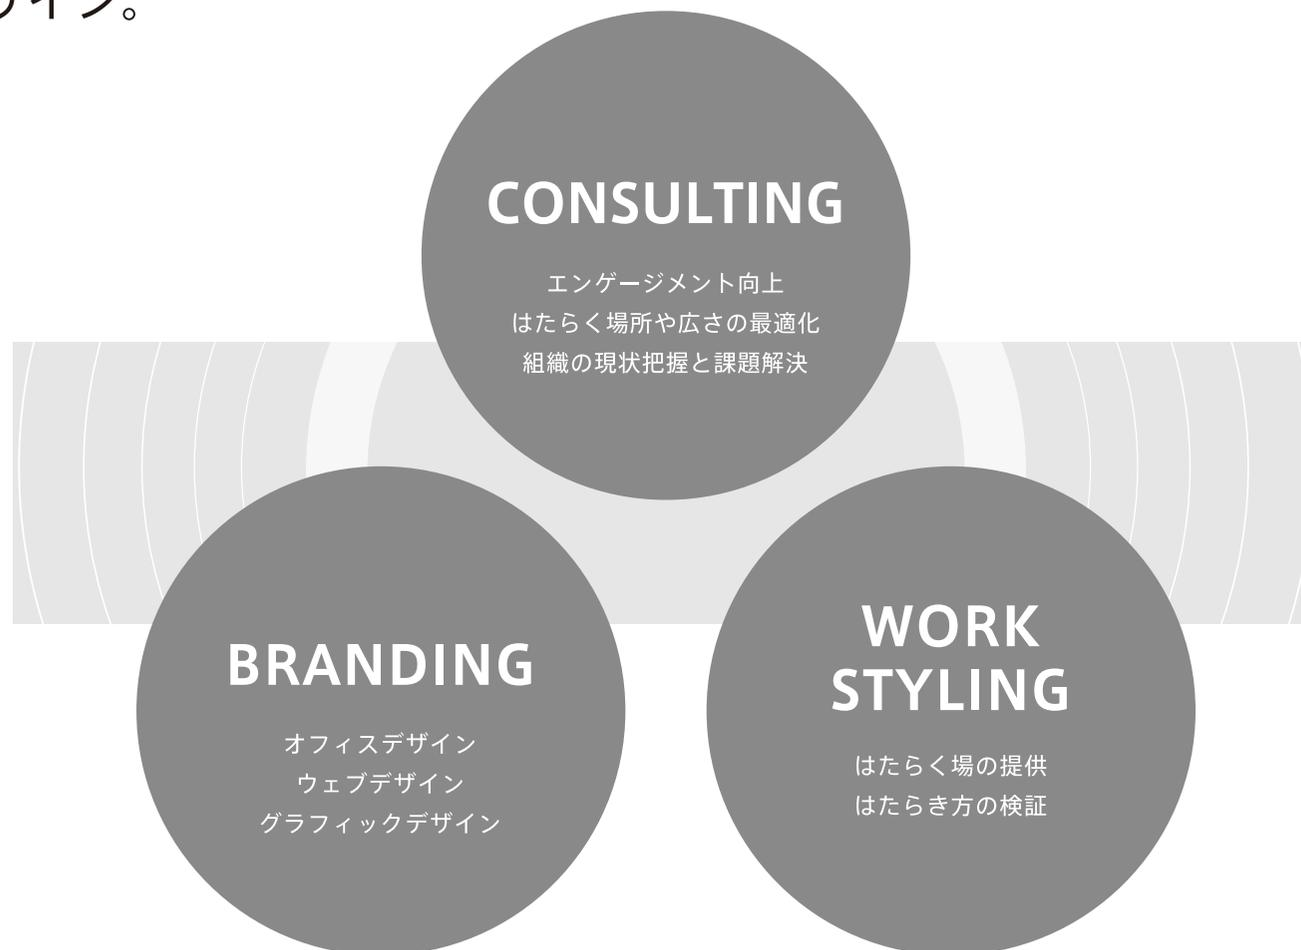 イン。
CONSULTING
エンゲージメント向上
はたらく場所や広さの最適化
組織の現状把握と課題解決
BRANDING
オフィスデザイン
ウェブデザイン
グラフィックデザイン
WORK
STYLING
はたらく場の提供
はたらき方の検証